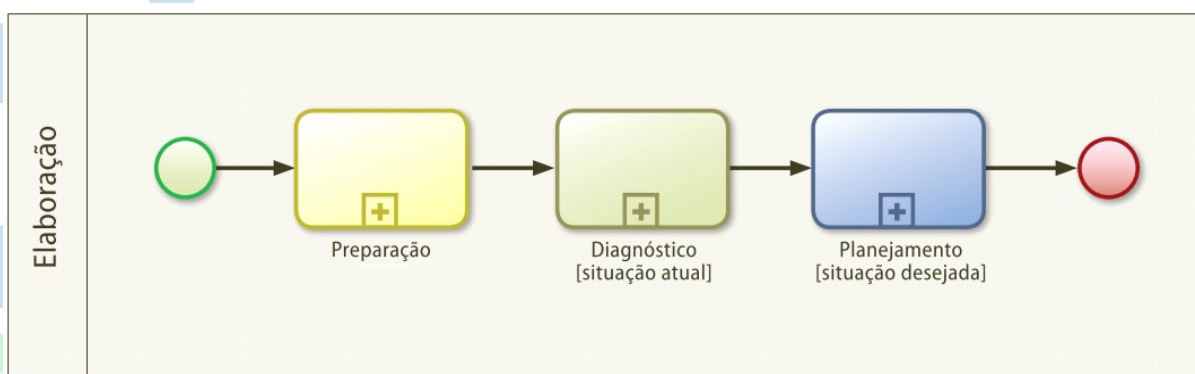 Elaboração
Preparação
Diagnóstico
[situação atual]
Planejamento
[situação desejada]